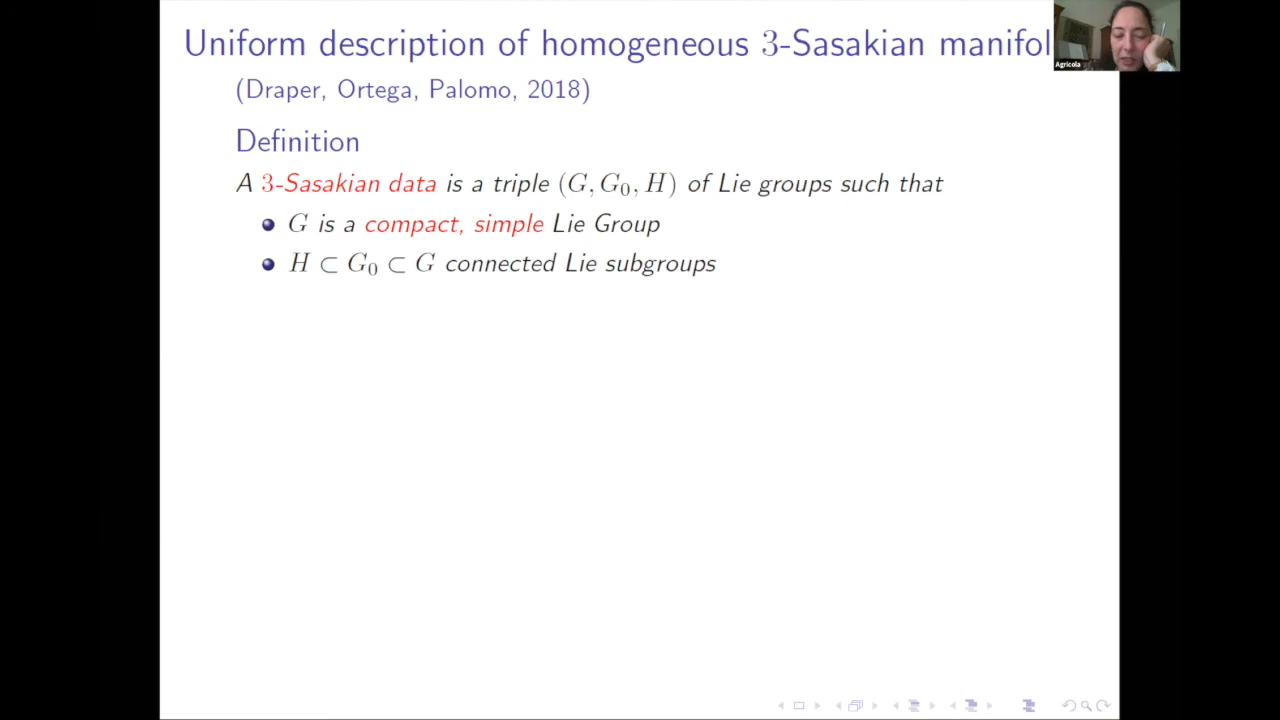 Uniform description of homogeneous 3-Sasakian manifol
Agricola
(Draper, Ortega, Palomo, 2018)
Definition
A 3-Sasakian data is a triple (G, G₀, H) of Lie groups such that
G is a compact, simple Lie Group
H ⊂ G₀ ⊂ G connected Lie subgroups